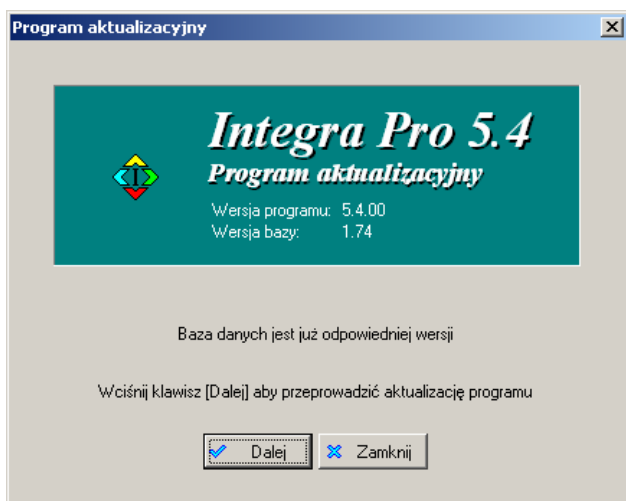 Program aktualizacyjny
Integra Pro 5.4
Program aktualizacyjny
Wersja programu: 5.4.00
Wersja bazy: 1.74
I
Baza danych jest już odpowiedniej wersji
Wciśnij klawisz [Dalej] aby przeprowadzić aktualizację programu
Dalej
Zamknij